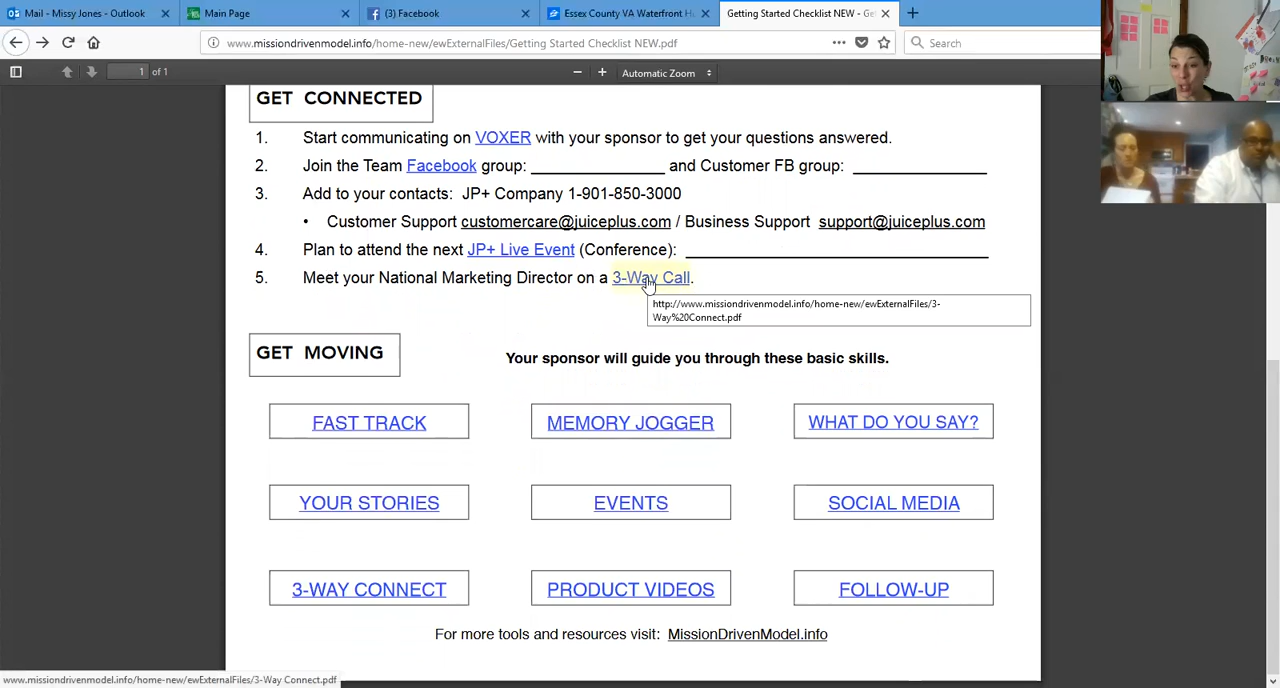 Mail - Missy Jones - Outlook
Main Page
(3) Facebook
Essex County VA Waterfront H
Getting Started Checklist NEW - Ge
www.missiondrivenmodel.info/home-new/ewExternalFiles/Getting Started Checklist NEW.pdf
Search
1 of 1
Automatic Zoom
GET CONNECTED
1. Start communicating on VOXER with your sponsor to get your questions answered.
2. Join the Team Facebook group: ____________ and Customer FB group: ____________
3. Add to your contacts: JP+ Company 1-901-850-3000
• Customer Support customercare@juiceplus.com / Business Support support@juiceplus.com
4. Plan to attend the next JP+ Live Event (Conference): ____________
5. Meet your National Marketing Director on a 3-Way Call.
http://www.missiondrivenmodel.info/home-new/ewExternalFiles/3-
Way%20Connect.pdf
GET MOVING
Your sponsor will guide you through these basic skills.
FAST TRACK
MEMORY JOGGER
WHAT DO YOU SAY?
YOUR STORIES
EVENTS
SOCIAL MEDIA
3-WAY CONNECT
PRODUCT VIDEOS
FOLLOW-UP
For more tools and resources visit: MissionDrivenModel.info
www.missiondrivenmodel.info/home-new/ewExternalFiles/3-Way Connect.pdf